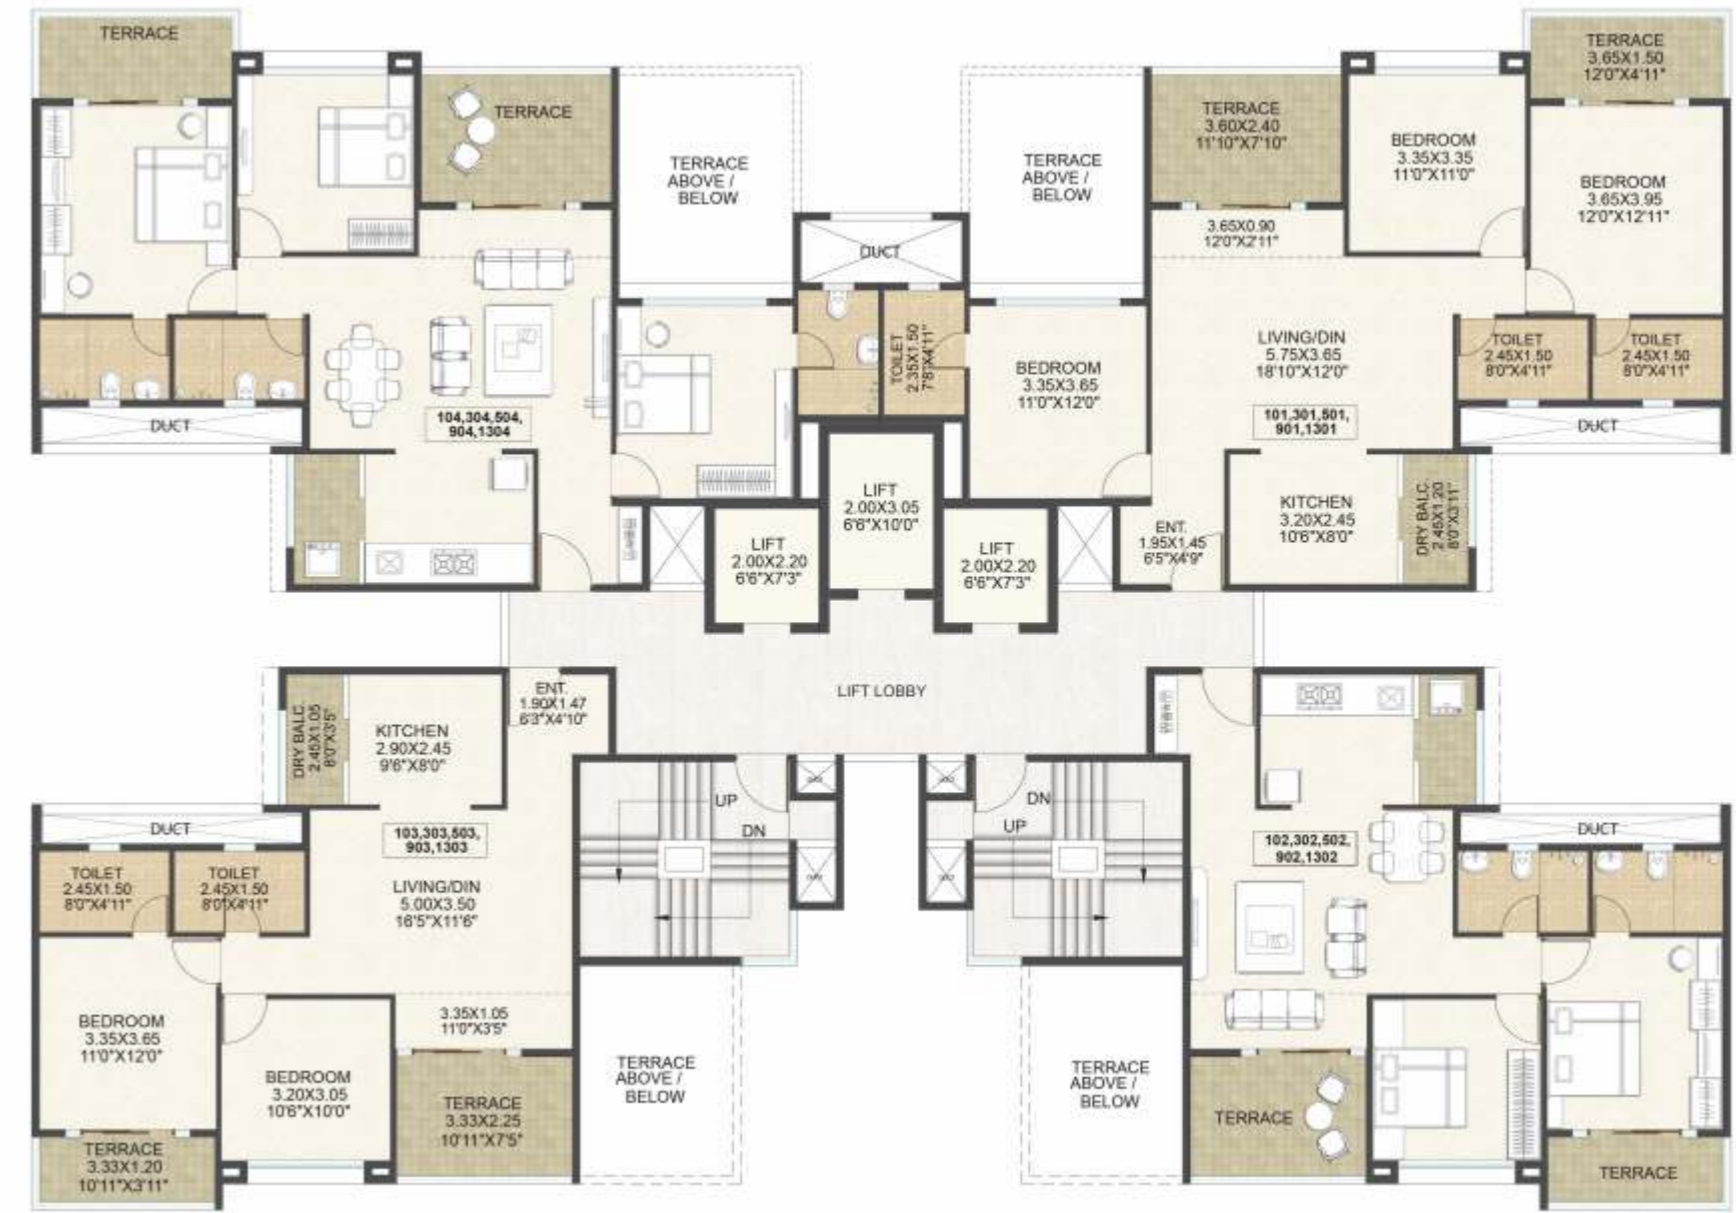 TERRACE
TERRACE
TERRACE
ABOVE /
BELOW
DUCT
104,304,504,
904,1304
DUCT
TERRACE
ABOVE /
BELOW
DUCT
TOILET
2.35X1.50
7'8"X4'11"
BEDROOM
3.35X3.65
11'0"X12'0"
TERRACE
3.60X2.40
11'10"X7'10"
3.65X0.90
12'0"X2'11"
BEDROOM
3.35X3.35
11'0"X11'0"
TERRACE
3.65X1.50
12'0"X4'11"
BEDROOM
3.65X3.95
12'0"X12'11"
LIVING/DIN
5.75X3.65
18'10"X12'0"
101,301,501,
901,1301
TOILET
2.45X1.50
8'0"X4'11"
TOILET
2.45X1.50
8'0"X4'11"
KITCHEN
3.20X2.45
10'6"X8'0"
DRY BALC.
2.45X1.20
8'0"X3'11"
ENT.
1.95X1.45
6'5"X4'9"
LIFT
2.00X2.20
6'6"X7'3"
LIFT
2.00X3.05
6'6"X10'0"
LIFT
2.00X2.20
6'6"X7'3"
LIFT LOBBY
DRY BALC.
2.45X1.05
8'0"X3'5"
KITCHEN
2.90X2.45
9'6"X8'0"
ENT.
1.90X1.47
6'3"X4'10"
DUCT
103,303,503,
903,1303
TOILET
2.45X1.50
8'0"X4'11"
TOILET
2.45X1.50
8'0"X4'11"
LIVING/DIN
5.00X3.50
16'5"X11'6"
UP
DN
DN
UP
BEDROOM
3.35X3.65
11'0"X12'0"
BEDROOM
3.20X3.05
10'6"X10'0"
3.35X1.05
11'0"X3'5"
TERRACE
3.33X2.25
10'11"X7'5"
TERRACE
3.33X1.20
10'11"X3'11"
TERRACE
ABOVE /
BELOW
TERRACE
ABOVE /
BELOW
102,302,502,
902,1302
DUCT
TERRACE
TERRACE